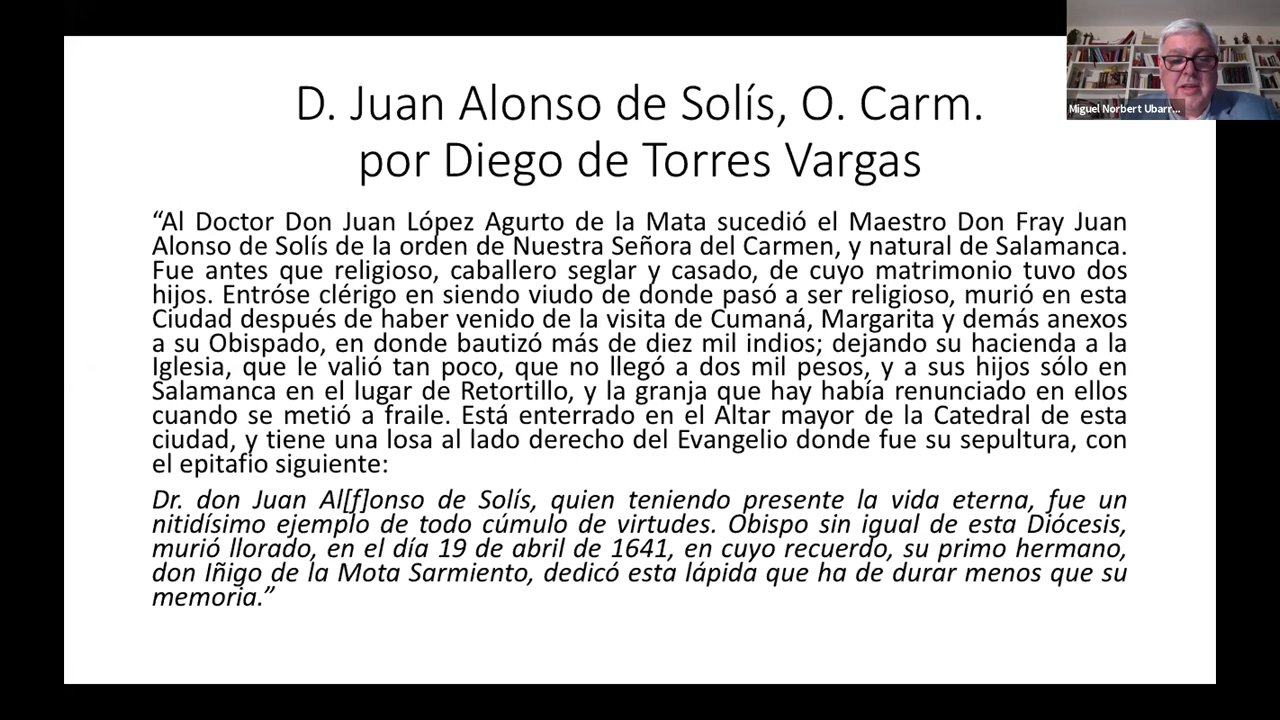 D. Juan Alonso de Solís, O. Carm.
por Diego de Torres Vargas
Miguel Norbert Ubarr...
“Al Doctor Don Juan López Agurto de la Mata sucedió el Maestro Don Fray Juan
Alonso de Solís de la orden de Nuestra Señora del Carmen, y natural de Salamanca.
Fue antes que religioso, caballero seglar y casado, de cuyo matrimonio tuvo dos
hijos. Entróse clérigo en siendo viudo de donde pasó a ser religioso, murió en esta
Ciudad después de haber venido de la visita de Cumaná, Margarita y demás anexos
a su Obispado, en donde bautizó más de diez mil indios; dejando su hacienda a la
Iglesia, que le valió tan poco, que no llegó a dos mil pesos, y a sus hijos sólo en
Salamanca en el lugar de Retortillo, y la granja que hay había renunciado en ellos
cuando se metió a fraile. Está enterrado en el Altar mayor de la Catedral de esta
ciudad, y tiene una losa al lado derecho del Evangelio donde fue su sepultura, con
el epitafio siguiente:
Dr. don Juan Al[f]onso de Solís, quien teniendo presente la vida eterna, fue un
nitidísimo ejemplo de todo cúmulo de virtudes. Obispo sin igual de esta Diócesis,
murió llorado, en el día 19 de abril de 1641, en cuyo recuerdo, su primo hermano,
don Iñigo de la Mota Sarmiento, dedicó esta lápida que ha de durar menos que su
memoria.”